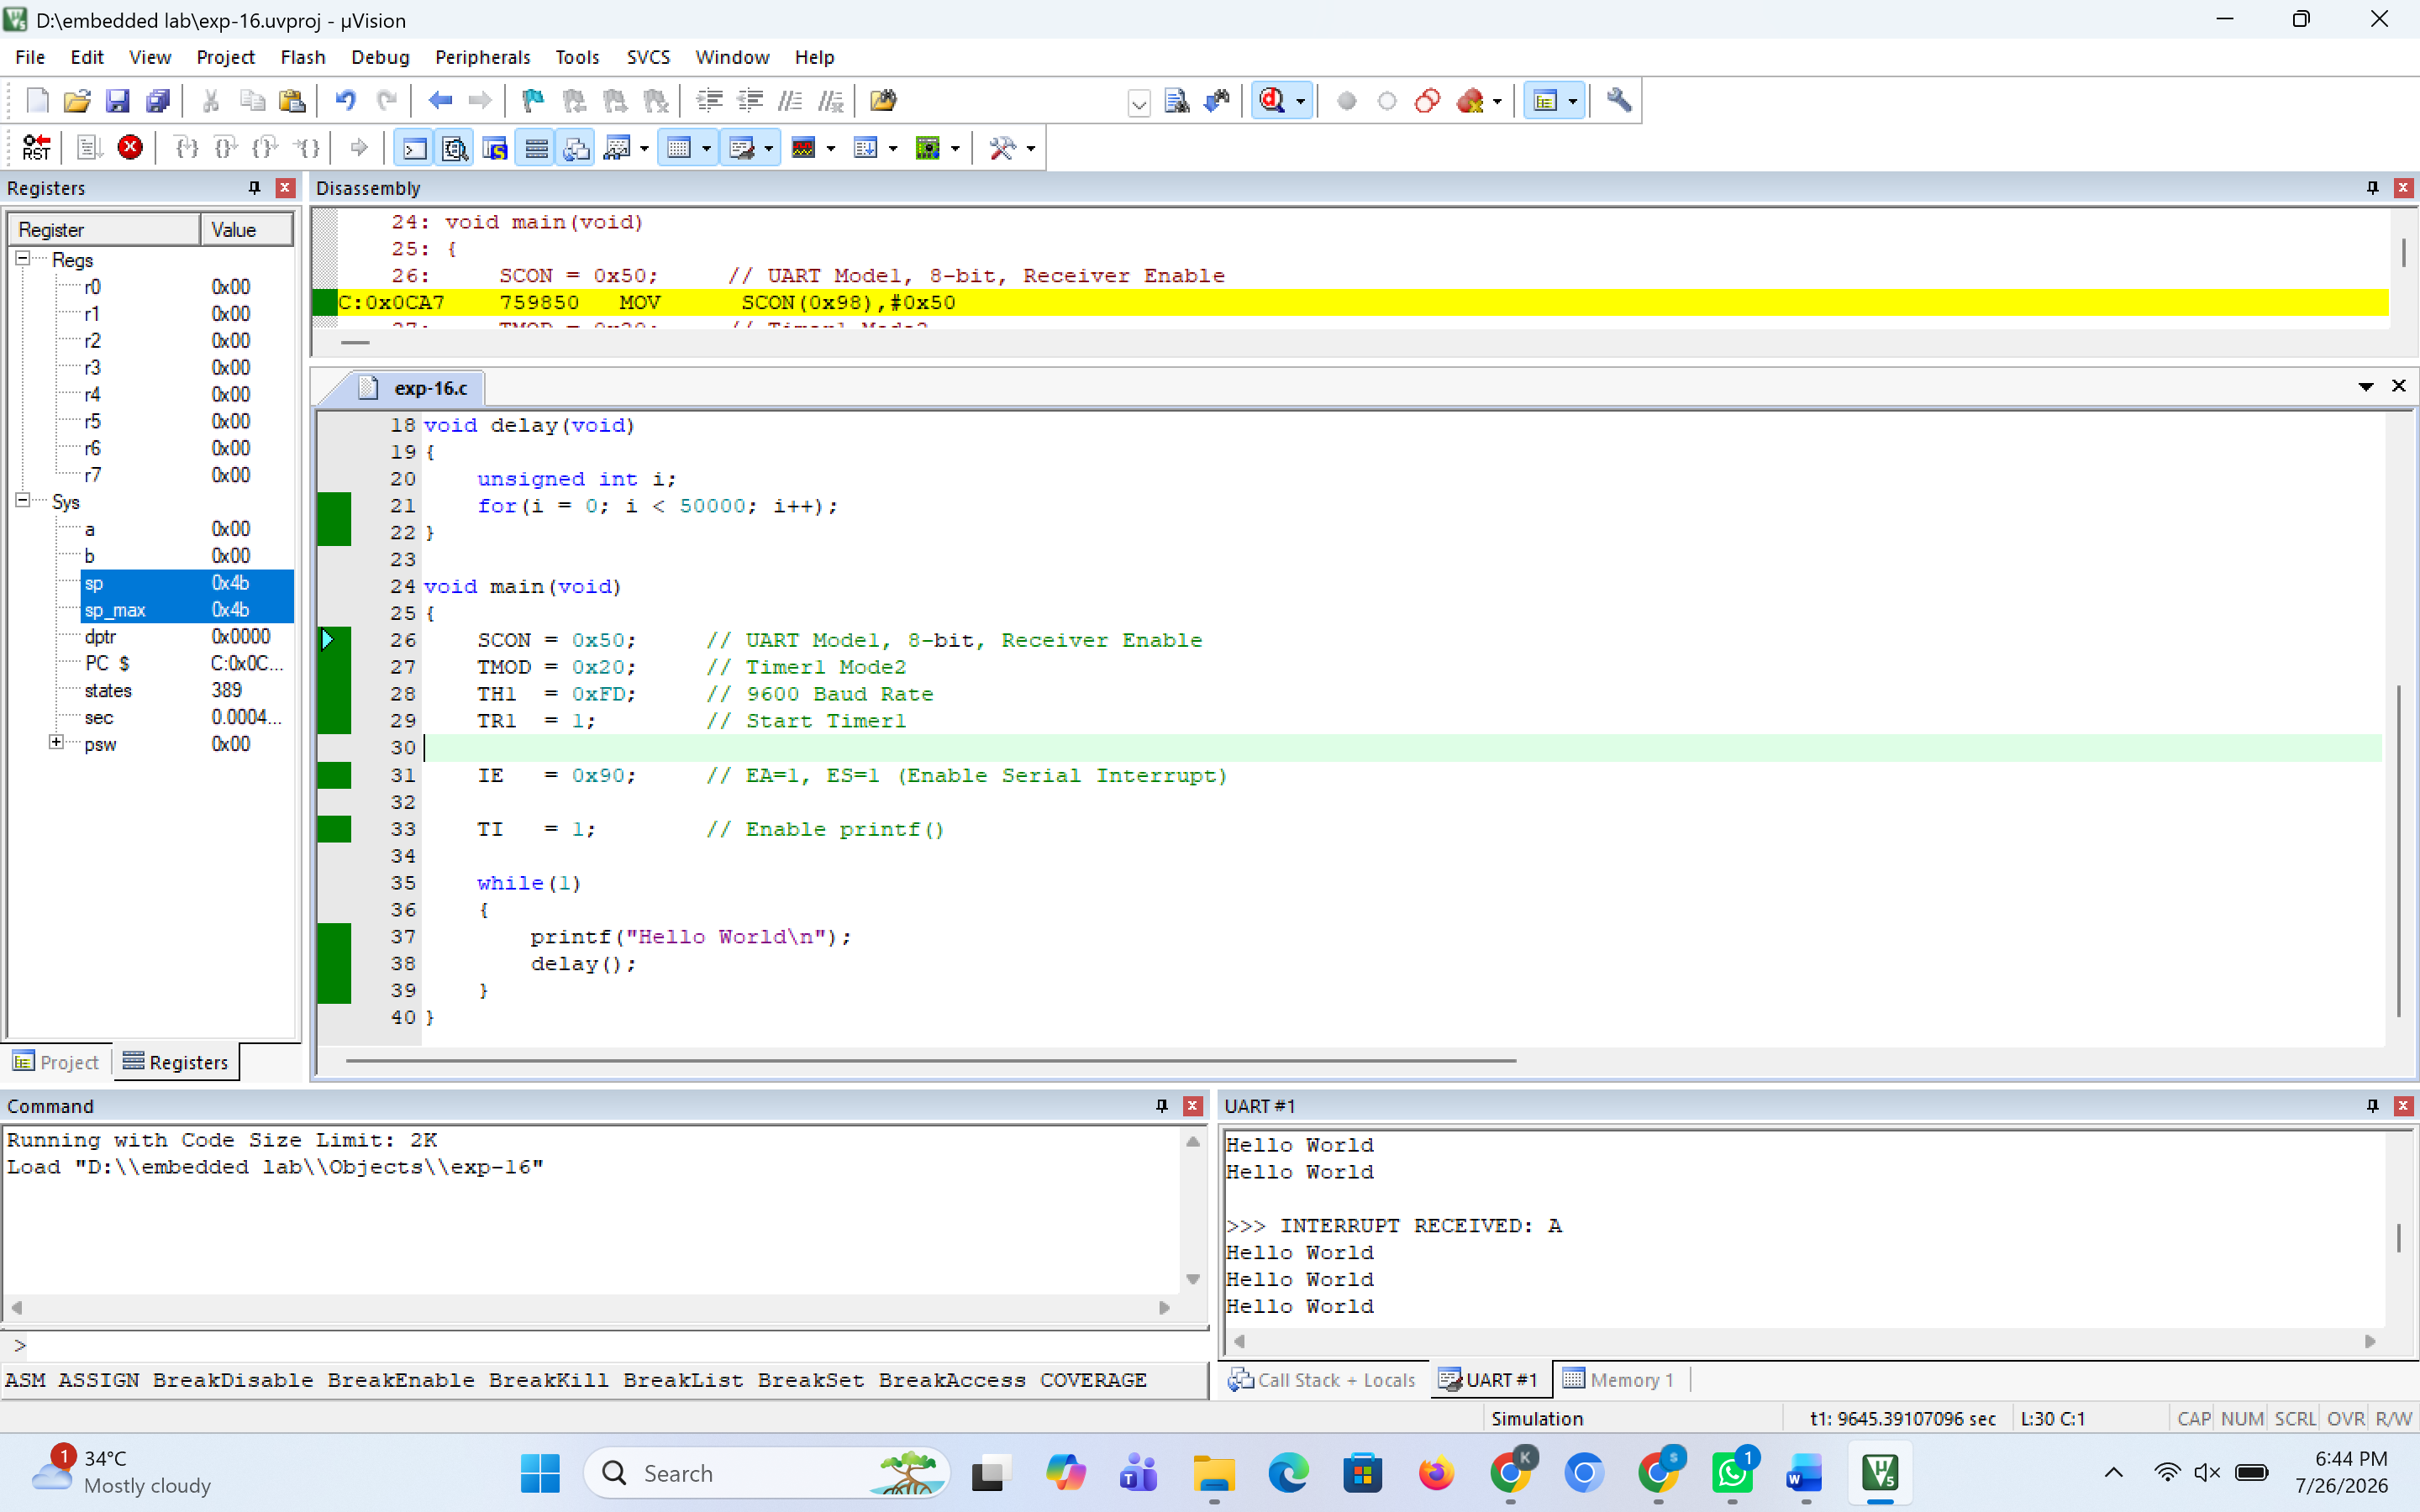 D:\embedded lab\exp-16.uvproj - µVision
File Edit View Project Flash Debug Peripherals Tools SVCS Window Help
RST
Registers
Register Value
Regs
r0 0x00
r1 0x00
r2 0x00
r3 0x00
r4 0x00
r5 0x00
r6 0x00
r7 0x00
Sys
a 0x00
b 0x00
sp 0x4b
sp_max 0x4b
dptr 0x0000
PC $ C:0x0C...
states 389
sec 0.0004...
psw 0x00
Project Registers
Disassembly
24: void main(void)
25: {
26: SCON = 0x50; // UART Mode1, 8-bit, Receiver Enable
C:0x0CA7 759850 MOV SCON(0x98),#0x50
27: TMOD = 0x20; // Timer1 Mode2
exp-16.c
18 void delay(void)
19 {
20 unsigned int i;
21 for(i = 0; i < 50000; i++);
22 }
23
24 void main(void)
25 {
26 SCON = 0x50; // UART Mode1, 8-bit, Receiver Enable
27 TMOD = 0x20; // Timer1 Mode2
28 TH1 = 0xFD; // 9600 Baud Rate
29 TR1 = 1; // Start Timer1
30
31 IE = 0x90; // EA=1, ES=1 (Enable Serial Interrupt)
32
33 TI = 1; // Enable printf()
34
35 while(1)
36 {
37 printf("Hello World\n");
38 delay();
39 }
40 }
Command
Running with Code Size Limit: 2K
Load "D:\\embedded lab\\Objects\\exp-16"
>
ASM ASSIGN BreakDisable BreakEnable BreakKill BreakList BreakSet BreakAccess COVERAGE
UART #1
Hello World
Hello World
>>> INTERRUPT RECEIVED: A
Hello World
Hello World
Hello World
Call Stack + Locals UART #1 Memory 1
Simulation t1: 9645.39107096 sec L:30 C:1 CAP NUM SCRL OVR R/W
1
34°C
Mostly cloudy
Search
K
S
1
6:44 PM
7/26/2026